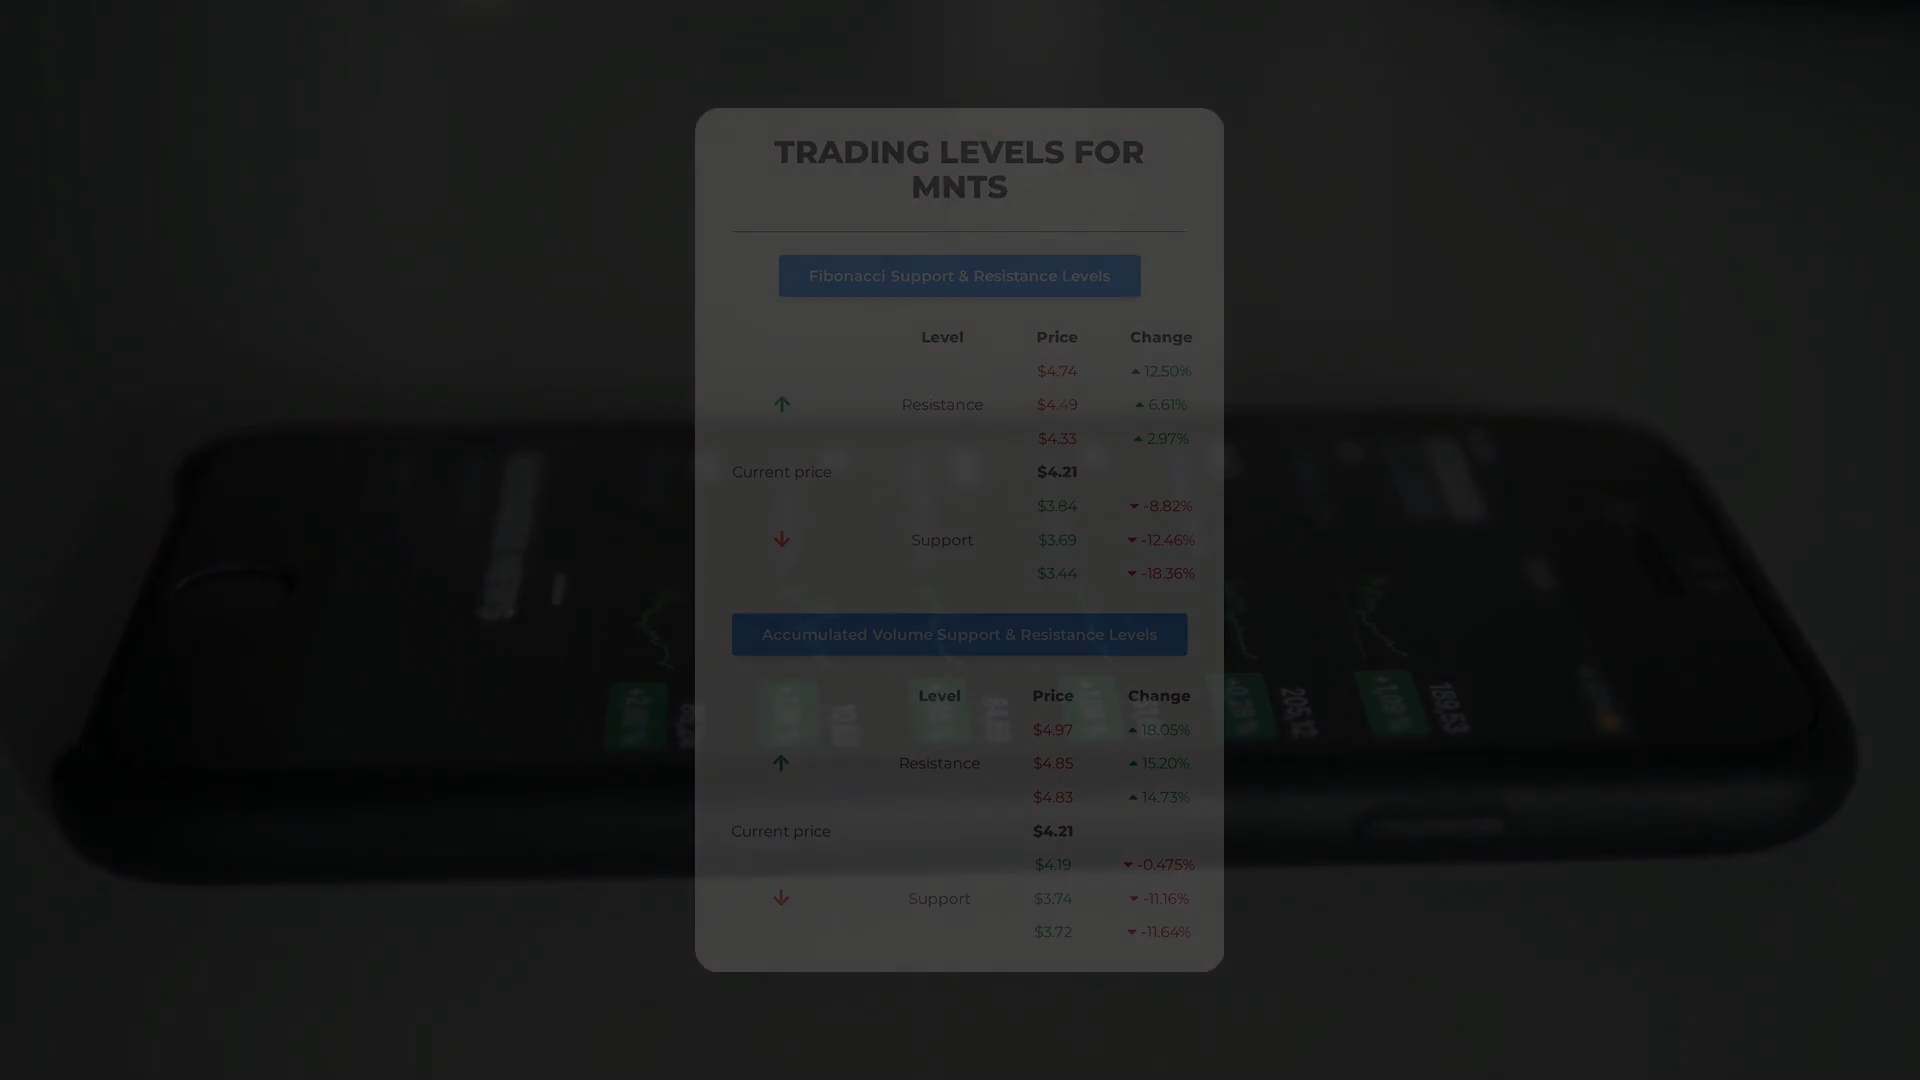 TRADING LEVELS FOR
MNTS
Fibonacci Support & Resistance Levels
Level Price Change
$4.74 12.50%
Resistance $4.49 6.61%
$4.33 2.97%
Current price $4.21
$3.84 -8.82%
Support $3.69 -12.46%
$3.44 -18.36%
Accumulated Volume Support & Resistance Levels
Level Price Change
$4.97 18.05%
Resistance $4.85 15.20%
$4.83 14.73%
Current price $4.21
$4.19 -0.475%
Support $3.74 -11.16%
$3.72 -11.64%
205,12
189,53